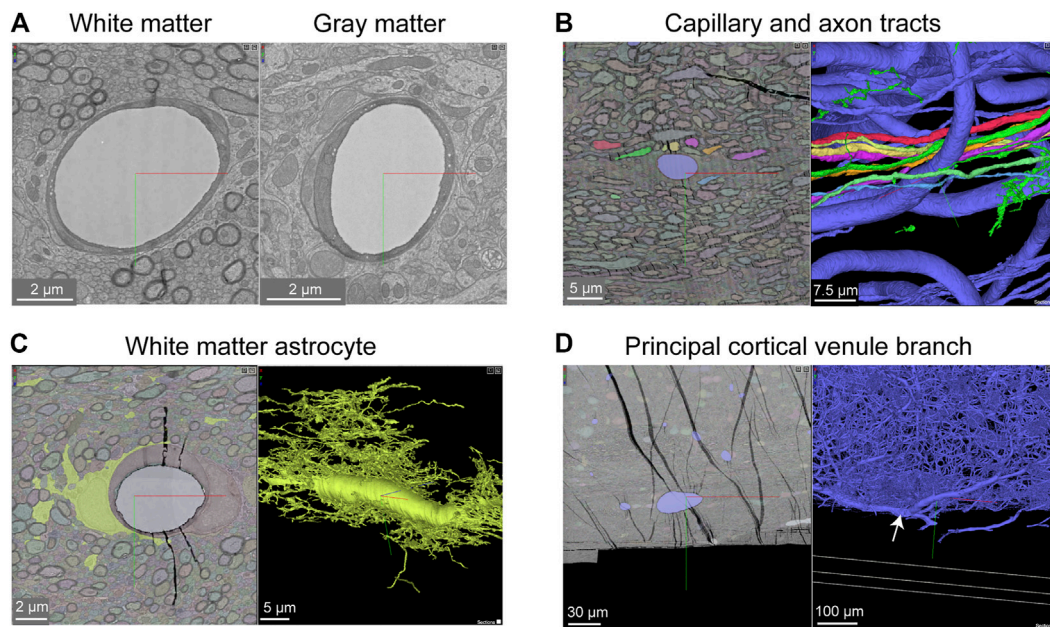 A White matter Gray matter
2 µm 2 µm
B Capillary and axon tracts
5 µm 7.5 µm
Sections
C White matter astrocyte
2 µm 5 µm
Sections
D Principal cortical venule branch
30 µm 100 µm
Sections